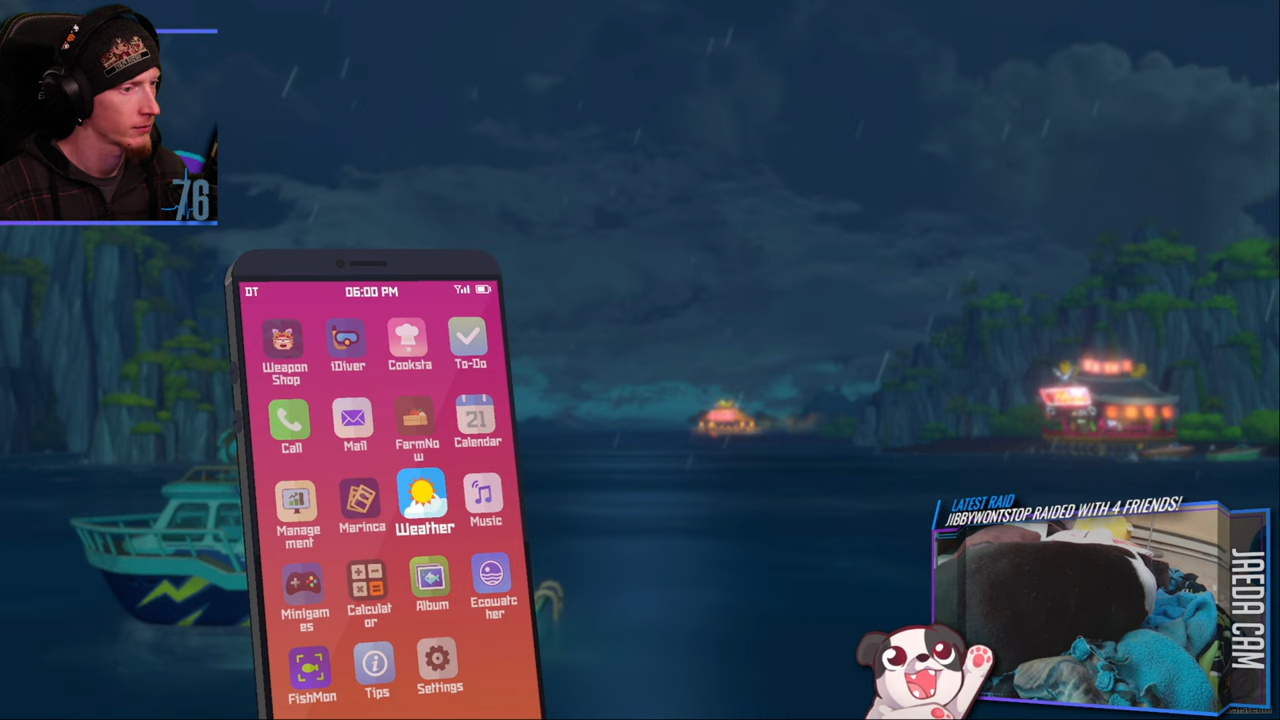 76
DT
06:00 PM
Weapon
Shop
iDiver
Cooksta
To-Do
Call
Mail
FarmNo
w
21
Calendar
Manage
ment
Marinca
Weather
Music
Minigam
es
Calculat
or
Album
Ecowatc
her
FishMon
Tips
Settings
LATEST RAID
JIBBYWONTSTOP RAIDED WITH 4 FRIENDS!
JAEDA CAM